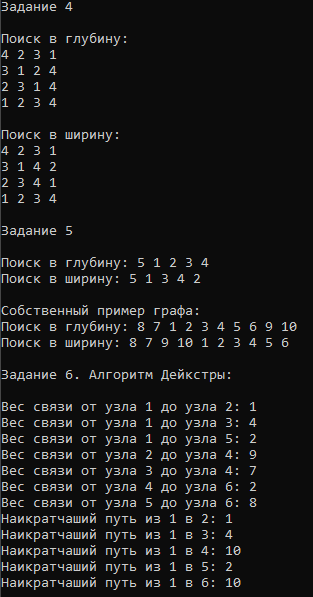 Задание 4
Поиск в глубину:
4 2 3 1
3 1 2 4
2 3 1 4
1 2 3 4
Поиск в ширину:
4 2 3 1
3 1 4 2
2 3 4 1
1 2 3 4
Задание 5
Поиск в глубину: 5 1 2 3 4
Поиск в ширину: 5 1 3 4 2
Собственный пример графа:
Поиск в глубину: 8 7 1 2 3 4 5 6 9 10
Поиск в ширину: 8 7 9 10 1 2 3 4 5 6
Задание 6. Алгоритм Дейкстры:
Вес связи от узла 1 до узла 2: 1
Вес связи от узла 1 до узла 3: 4
Вес связи от узла 1 до узла 5: 2
Вес связи от узла 2 до узла 4: 9
Вес связи от узла 3 до узла 4: 7
Вес связи от узла 4 до узла 6: 2
Вес связи от узла 5 до узла 6: 8
Наикратчаший путь из 1 в 2: 1
Наикратчаший путь из 1 в 3: 4
Наикратчаший путь из 1 в 4: 10
Наикратчаший путь из 1 в 5: 2
Наикратчаший путь из 1 в 6: 10